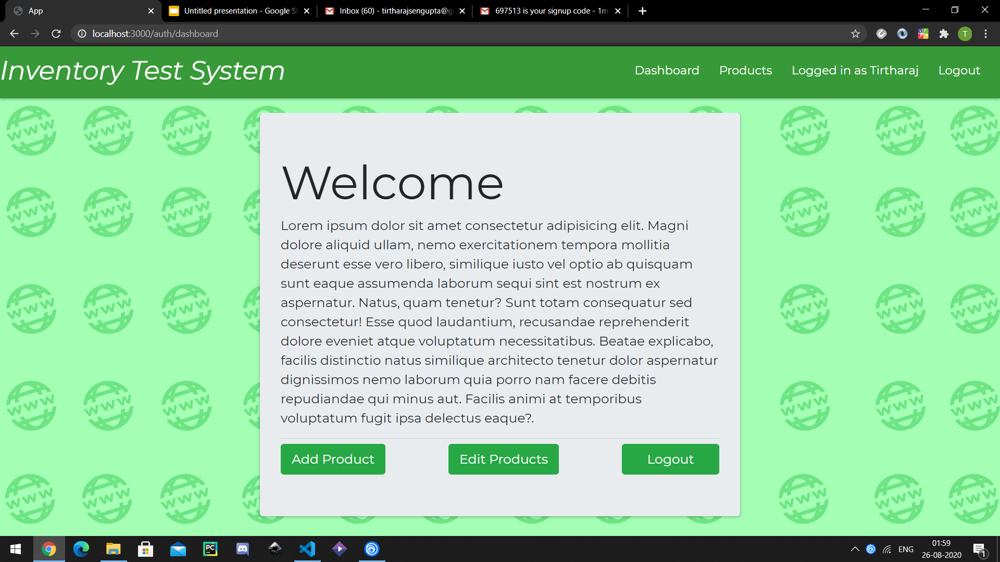 App
Untitled presentation - Google Sl
Inbox (60) - tirtharajsengupta@g
697513 is your signup code - 1m
localhost:3000/auth/dashboard
T
Inventory Test System
Dashboard
Products
Logged in as Tirtharaj
Logout
Welcome
Lorem ipsum dolor sit amet consectetur adipisicing elit. Magni
dolore aliquid ullam, nemo exercitationem tempora mollitia
deserunt esse vero libero, similique iusto vel optio ab quisquam
sunt eaque assumenda laborum sequi sint est nostrum ex
aspernatur. Natus, quam tenetur? Sunt totam consequatur sed
consectetur! Esse quod laudantium, recusandae reprehenderit
dolore eveniet atque voluptatum necessitatibus. Beatae explicabo,
facilis distinctio natus similique architecto tenetur dolor aspernatur
dignissimos nemo laborum quia porro nam facere debitis
repudiandae qui minus aut. Facilis animi at temporibus
voluptatum fugit ipsa delectus eaque?.
Add Product
Edit Products
Logout
www
PC
ENG
01:59
26-08-2020
1